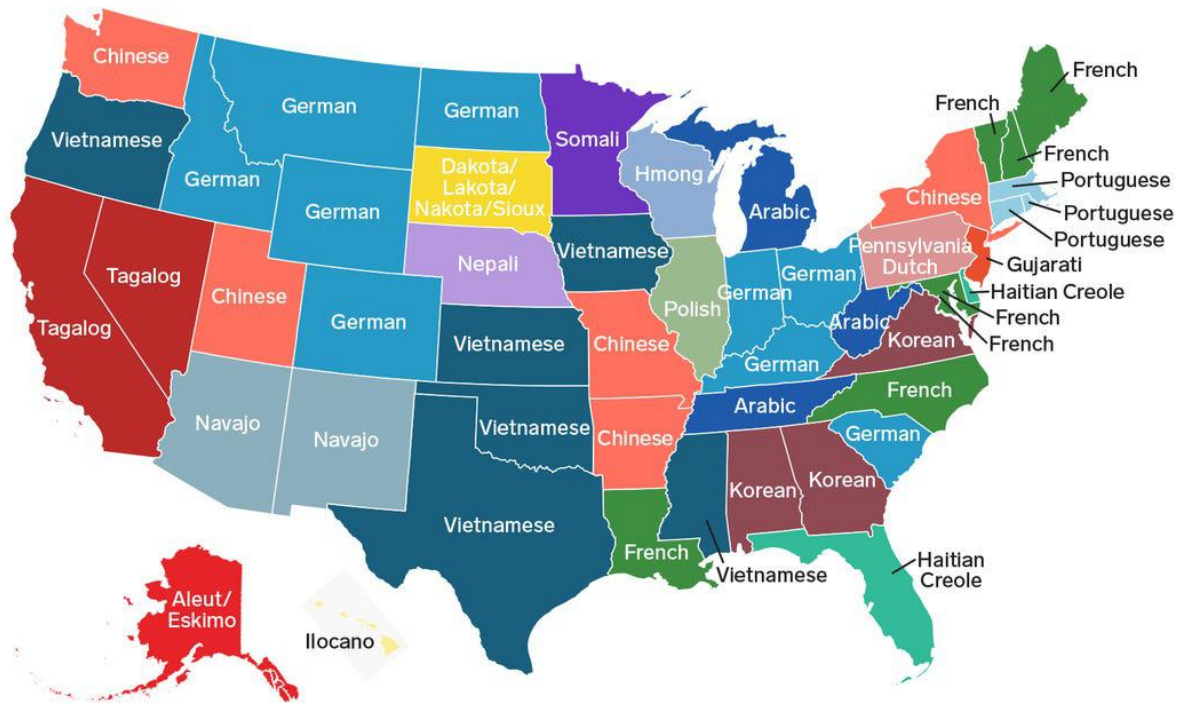 Chinese
Vietnamese
German
German
German
German
Dakota/
Lakota/
Nakota/Sioux
Nepali
Somali
Hmong
Arabic
Vietnamese
Tagalog
Tagalog
Chinese
German
Vietnamese
Chinese
Polish
German
German
German
Arabic
Pennsylvania
Dutch
Chinese
French
French
French
Portuguese
Portuguese
Portuguese
Gujarati
Haitian Creole
French
French
Korean
Navajo
Navajo
Vietnamese
Chinese
Arabic
French
German
Vietnamese
French
Vietnamese
Korean
Korean
Haitian
Creole
Aleut/
Eskimo
Ilocano